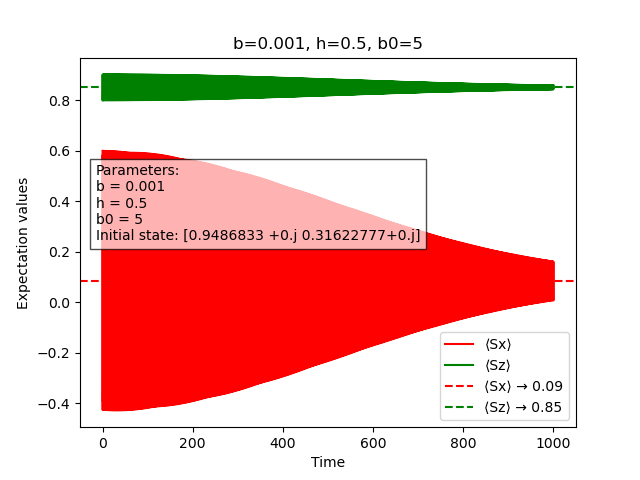 b=0.001, h=0.5, b0=5
Expectation values
0.8
0.6
0.4
0.2
0.0
−0.2
−0.4
Parameters:
b = 0.001
h = 0.5
b0 = 5
Initial state: [0.9486833 +0.j 0.31622777+0.j]
⟨Sx⟩
⟨Sz⟩
⟨Sx⟩ → 0.09
⟨Sz⟩ → 0.85
0 200 400 600 800 1000
Time